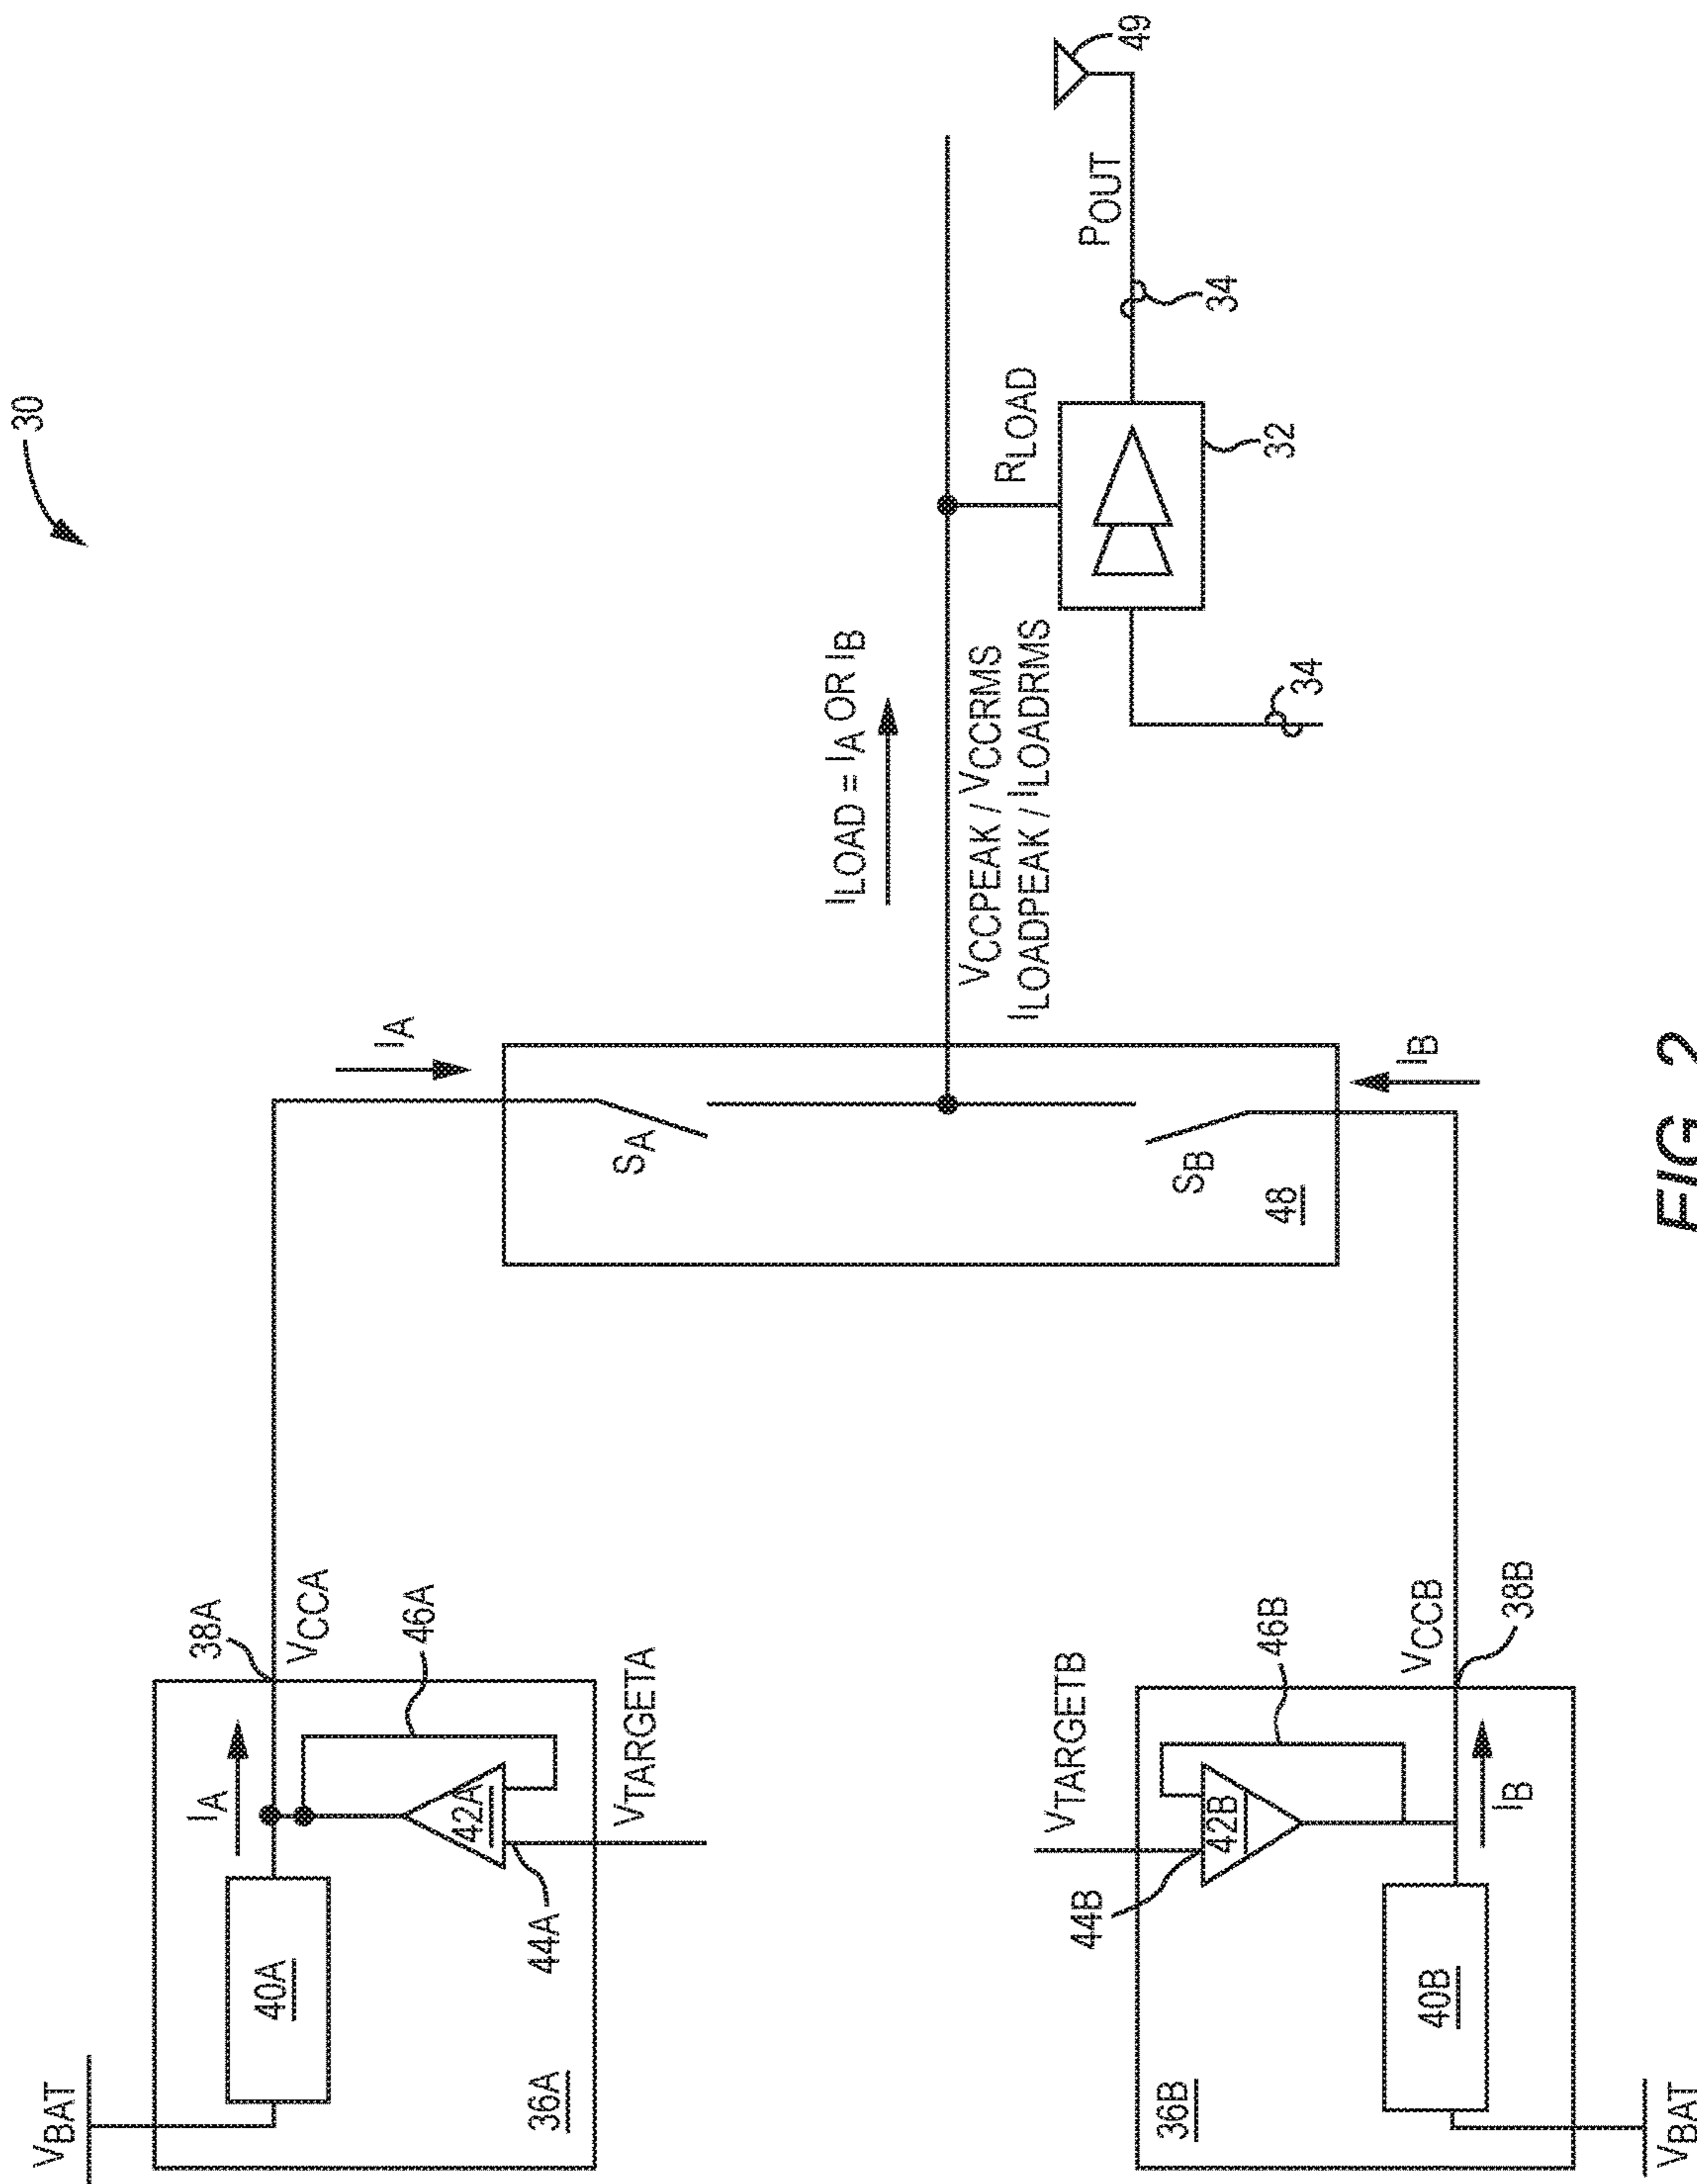 30
VBAT
40A
IA
38A
VCCA
42A
46A
44A
36A
VTARGETA
IA
SA
SB
48
IB
ILOAD = IA OR IB
VCCPEAK / VCCRMS
ILOADPEAK / ILOADRMS
RLOAD
32
34
34
POUT
49
VTARGETB
44B
42B
46B
36B
40B
IB
VCCB
38B
VBAT
FIG. 2